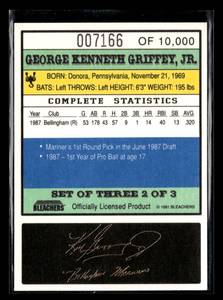 007166 OF 10,000
GEORGE KENNETH GRIFFEY, JR.
BORN: Donora, Pennsylvania, November 21, 1969
BATS: Left THROWS: Left HEIGHT: 6'3" WEIGHT: 195 lbs
COMPLETE STATISTICS
Year Club G AB R H 2B 3B HR RBI SB AVG
1987 Bellingham (R) 53 178 43 57 9 1 14 40 13 .320
• Mariner's 1st Round Pick in the June 1987 Draft
• 1987 – 1st Year of Pro Ball at age 17
SET OF THREE 2 OF 3
BLEACHERS Officially Licensed Product © 1991 BLEACHERS
Ken Griffey Jr
"Bellingham Mariners"